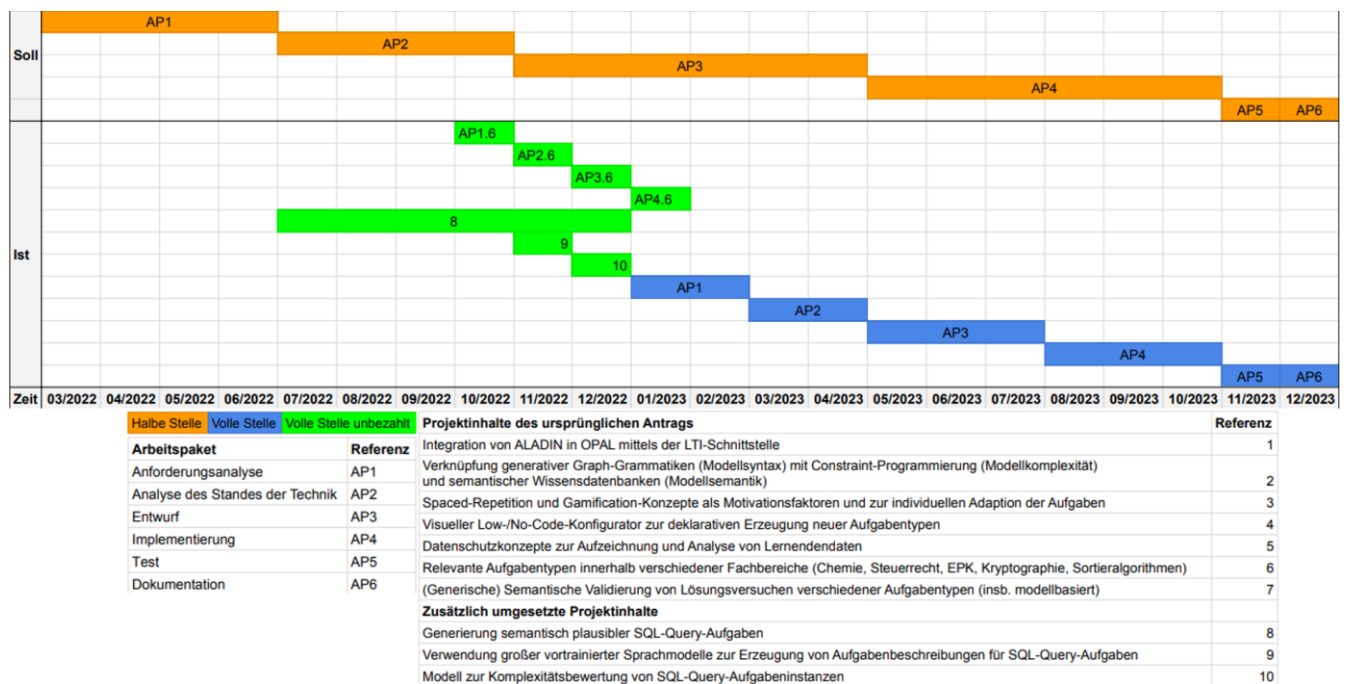 AP1
AP2
Soll
AP3
AP4
AP5 AP6
AP1.6
AP2.6
AP3.6
AP4.6
8
9
Ist
10
AP1
AP2
AP3
AP4
AP5 AP6
Zeit 03/2022 04/2022 05/2022 06/2022 07/2022 08/2022 09/2022 10/2022 11/2022 12/2022 01/2023 02/2023 03/2023 04/2023 05/2023 06/2023 07/2023 08/2023 09/2023 10/2023 11/2023 12/2023
Halbe Stelle Volle Stelle Volle Stelle unbezahlt
Arbeitspaket Referenz
Anforderungsanalyse AP1
Analyse des Standes der Technik AP2
Entwurf AP3
Implementierung AP4
Test AP5
Dokumentation AP6
Projektinhalte des ursprünglichen Antrags Referenz
Integration von ALADIN in OPAL mittels der LTI-Schnittstelle 1
Verknüpfung generativer Graph-Grammatiken (Modellsyntax) mit Constraint-Programmierung (Modellkomplexität)
und semantischer Wissensdatenbanken (Modellsemantik) 2
Spaced-Repetition und Gamification-Konzepte als Motivationsfaktoren und zur individuellen Adaption der Aufgaben 3
Visueller Low-/No-Code-Konfigurator zur deklarativen Erzeugung neuer Aufgabentypen 4
Datenschutzkonzepte zur Aufzeichnung und Analyse von Lernendendaten 5
Relevante Aufgabentypen innerhalb verschiedener Fachbereiche (Chemie, Steuerrecht, EPK, Kryptographie, Sortieralgorithmen) 6
(Generische) Semantische Validierung von Lösungsversuchen verschiedener Aufgabentypen (insb. modellbasiert) 7
Zusätzlich umgesetzte Projektinhalte
Generierung semantisch plausibler SQL-Query-Aufgaben 8
Verwendung großer vortrainierter Sprachmodelle zur Erzeugung von Aufgabenbeschreibungen für SQL-Query-Aufgaben 9
Modell zur Komplexitätsbewertung von SQL-Query-Aufgabeninstanzen 10